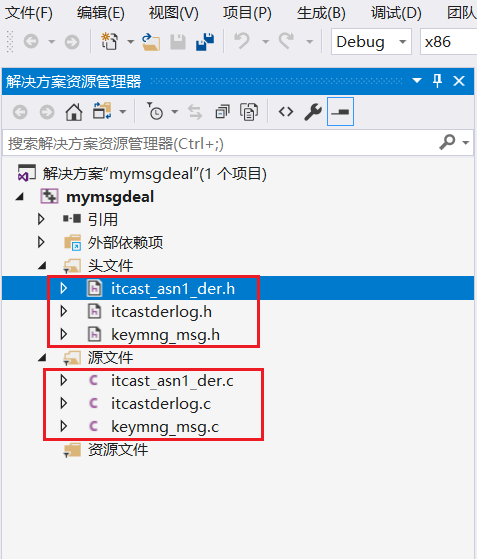 文件(F) 编辑(E) 视图(V) 项目(P) 生成(B) 调试(D) 团队
Debug x86
解决方案资源管理器
搜索解决方案资源管理器(Ctrl+;)
解决方案"mymsgdeal"(1 个项目)
mymsgdeal
引用
外部依赖项
头文件
itcast_asn1_der.h
itcastderlog.h
keymng_msg.h
源文件
itcast_asn1_der.c
itcastderlog.c
keymng_msg.c
资源文件